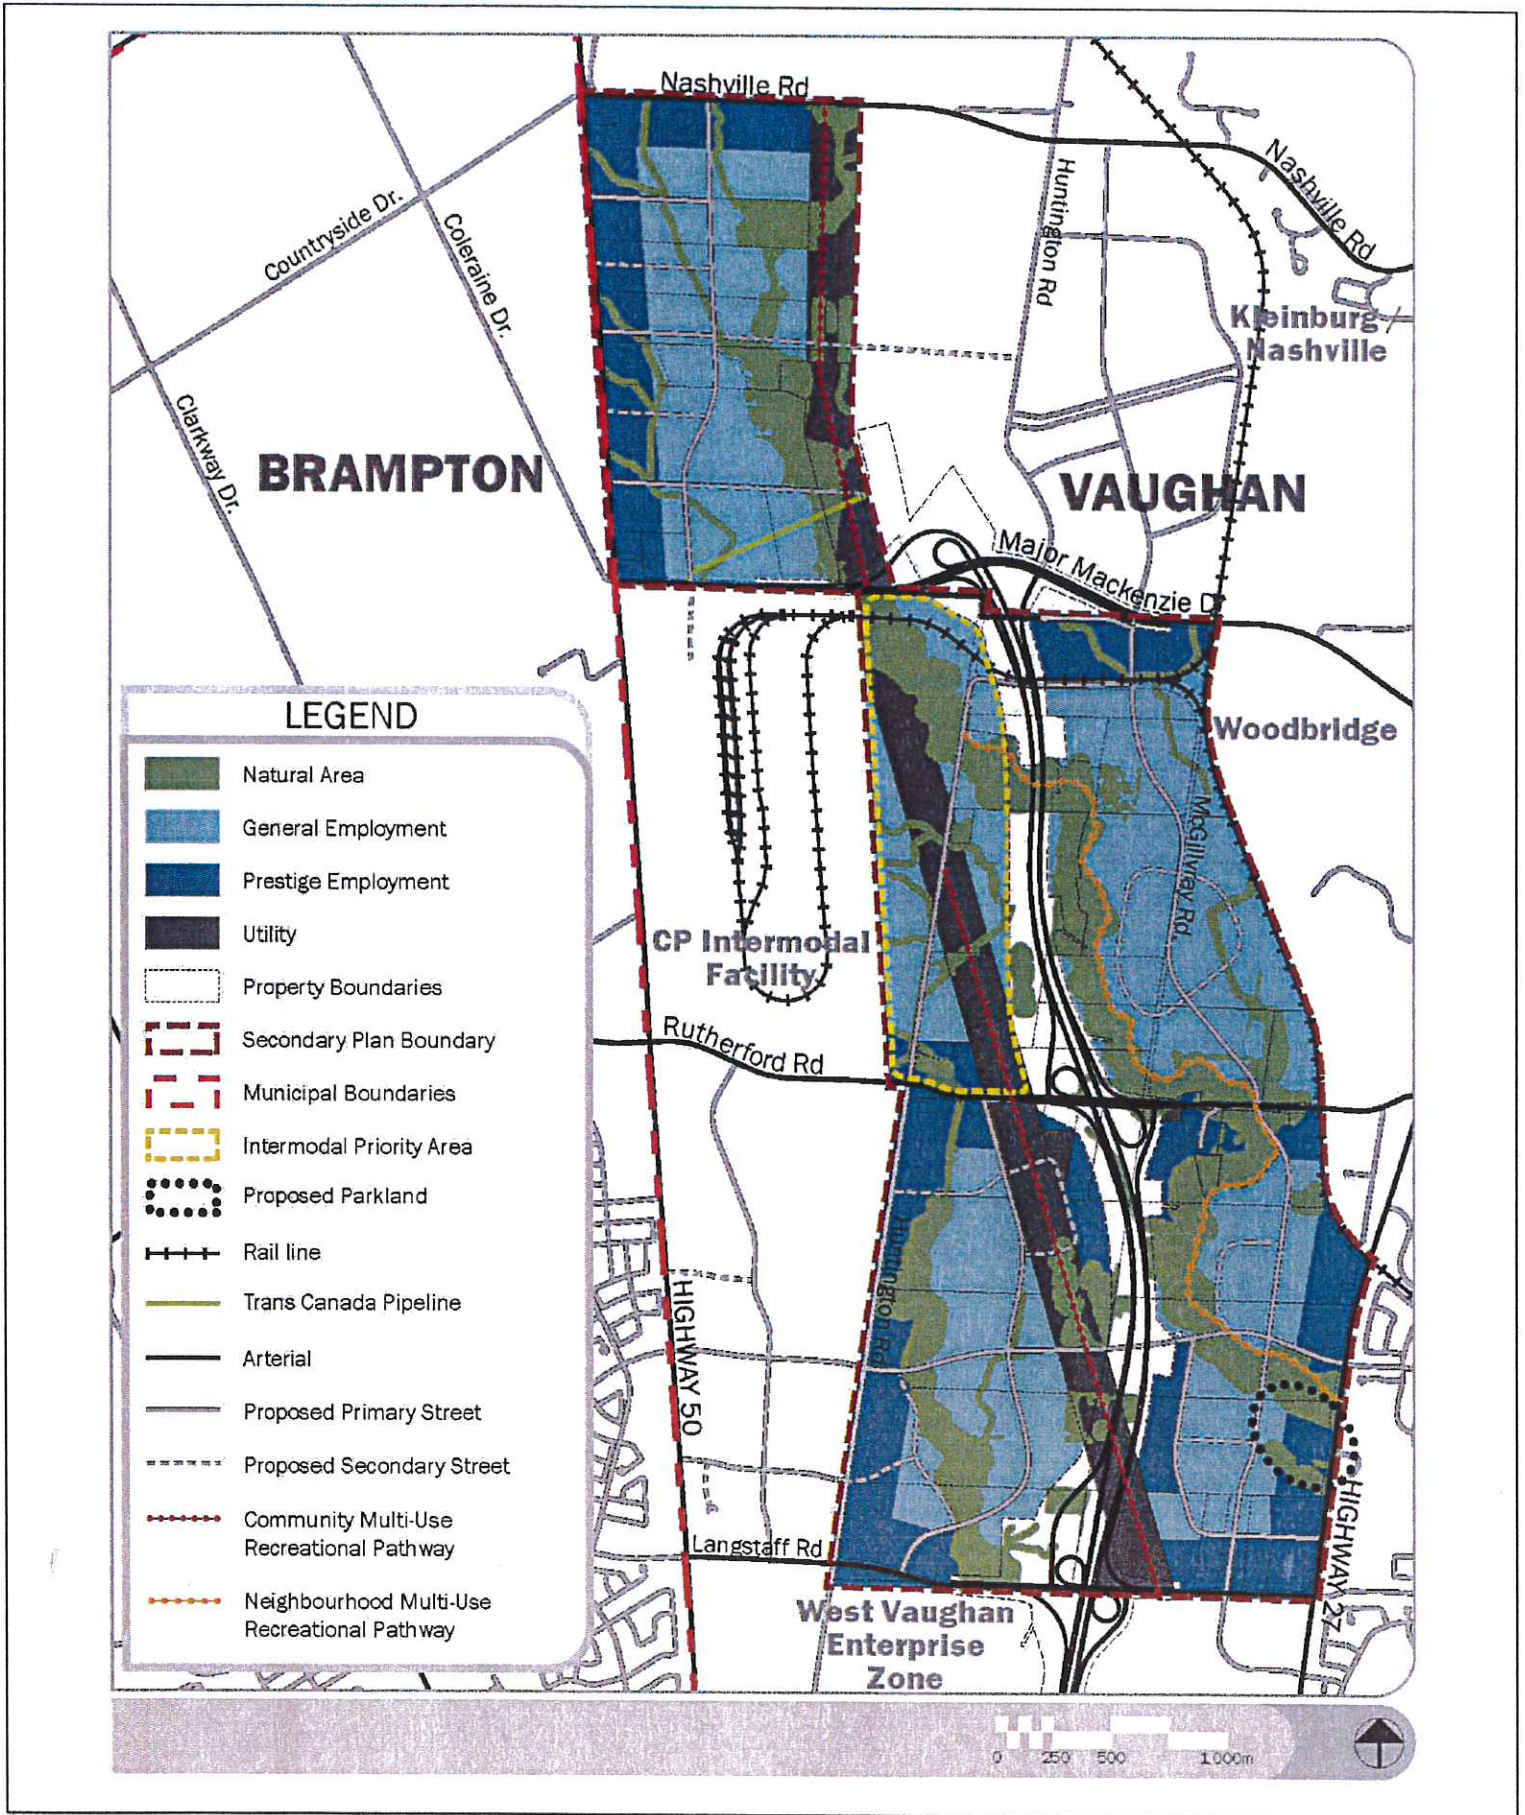 Nashville Rd
Nashville Rd
Huntington Rd
Countryside Dr.
Coleraine Dr.
Kleinburg /
Nashville
Clarkway Dr.
BRAMPTON
VAUGHAN
Major Mackenzie D
Woodbridge
McGillivray Rd.
CP Intermodal
Facility
Rutherford Rd
Huntington Rd
HIGHWAY 50
Langstaff Rd
HIGHWAY 27
West Vaughan
Enterprise
Zone
LEGEND
Natural Area
General Employment
Prestige Employment
Utility
Property Boundaries
Secondary Plan Boundary
Municipal Boundaries
Intermodal Priority Area
Proposed Parkland
Rail line
Trans Canada Pipeline
Arterial
Proposed Primary Street
Proposed Secondary Street
Community Multi-Use
Recreational Pathway
Neighbourhood Multi-Use
Recreational Pathway
0 250 500 1 000m